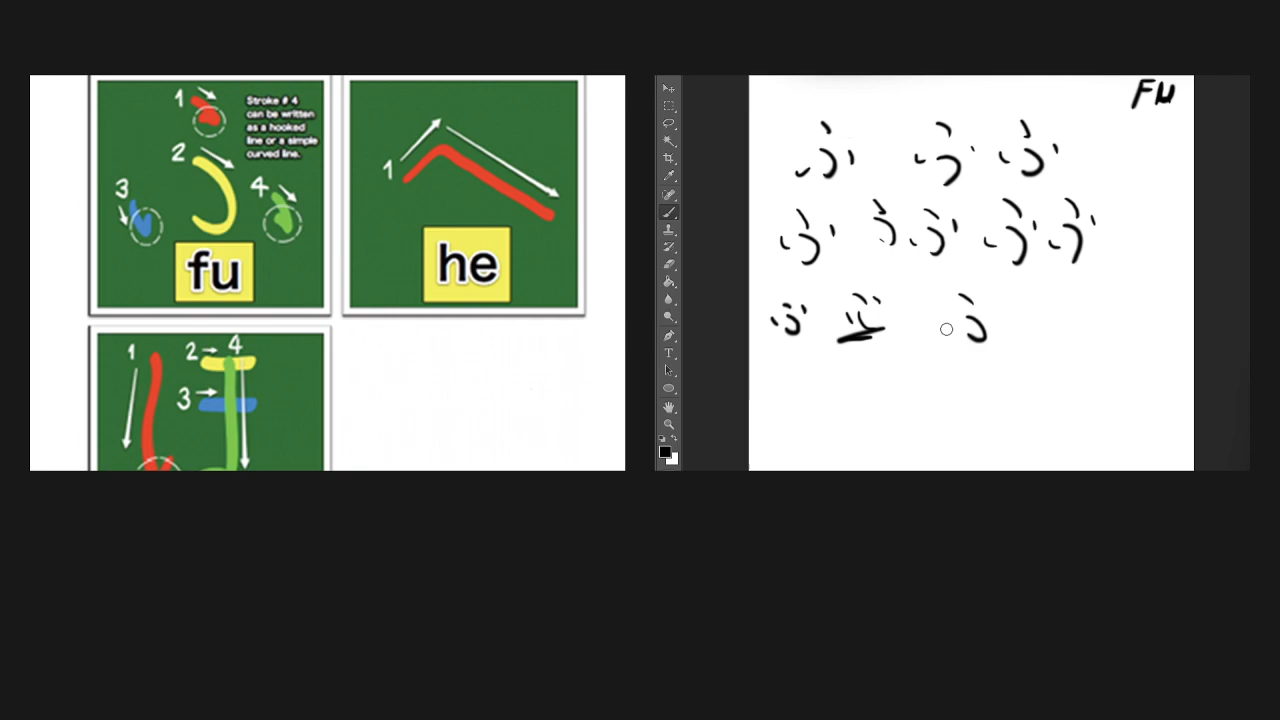 1
Stroke # 4
can be written
as a hooked
line or a simple
curved line.
2
3
4
fu
1
he
1
2
4
3
Fu
ふ ふ ふ
ふ ふ ふ ふ ふ
ふ